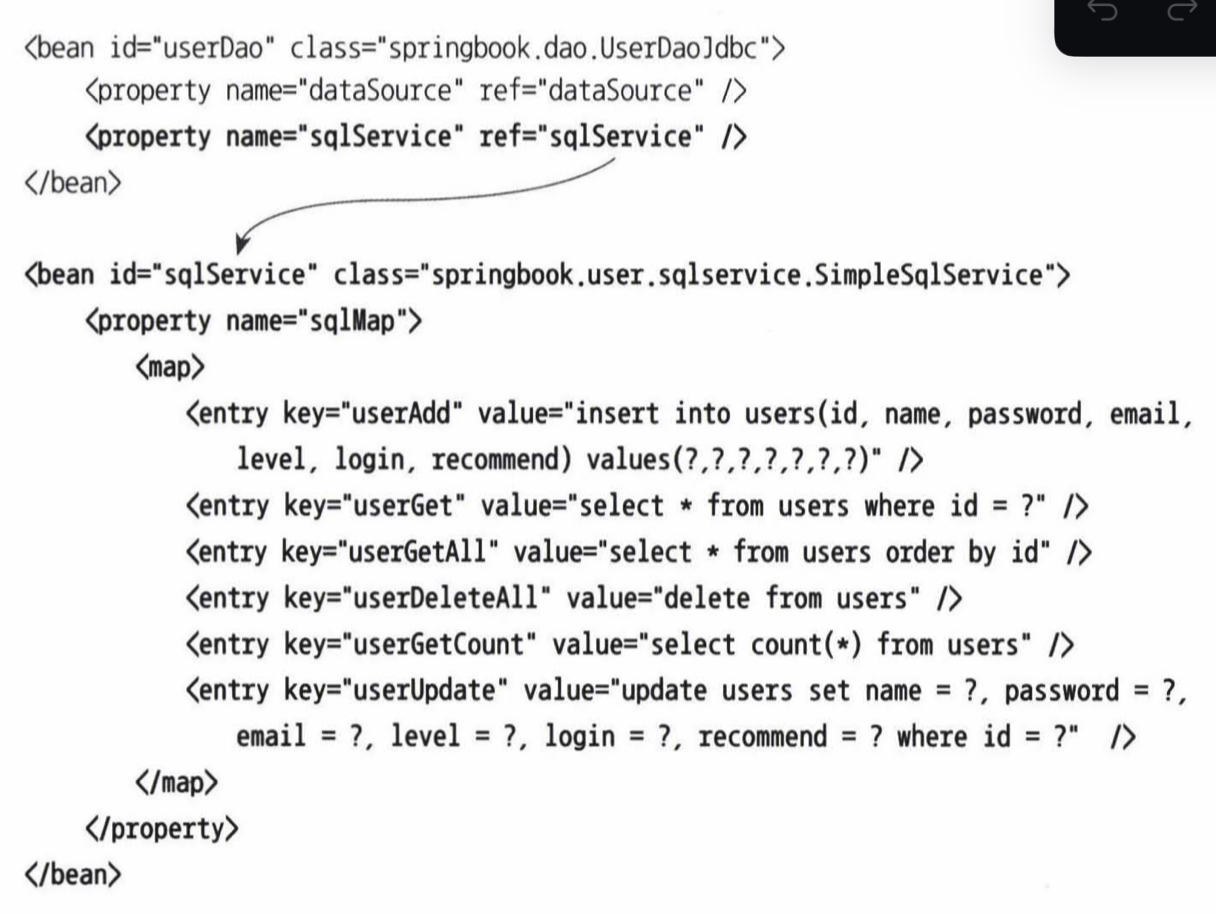 <bean id="userDao" class="springbook.dao.UserDaoJdbc">
<property name="dataSource" ref="dataSource" />
<property name="sqlService" ref="sqlService" />
</bean>
<bean id="sqlService" class="springbook.user.sqlservice.SimpleSqlService">
<property name="sqlMap">
<map>
<entry key="userAdd" value="insert into users(id, name, password, email,
level, login, recommend) values(?,?,?,?,?,?,?)" />
<entry key="userGet" value="select * from users where id = ?" />
<entry key="userGetAll" value="select * from users order by id" />
<entry key="userDeleteAll" value="delete from users" />
<entry key="userGetCount" value="select count(*) from users" />
<entry key="userUpdate" value="update users set name = ?, password = ?,
email = ?, level = ?, login = ?, recommend = ? where id = ?" />
</map>
</property>
</bean>